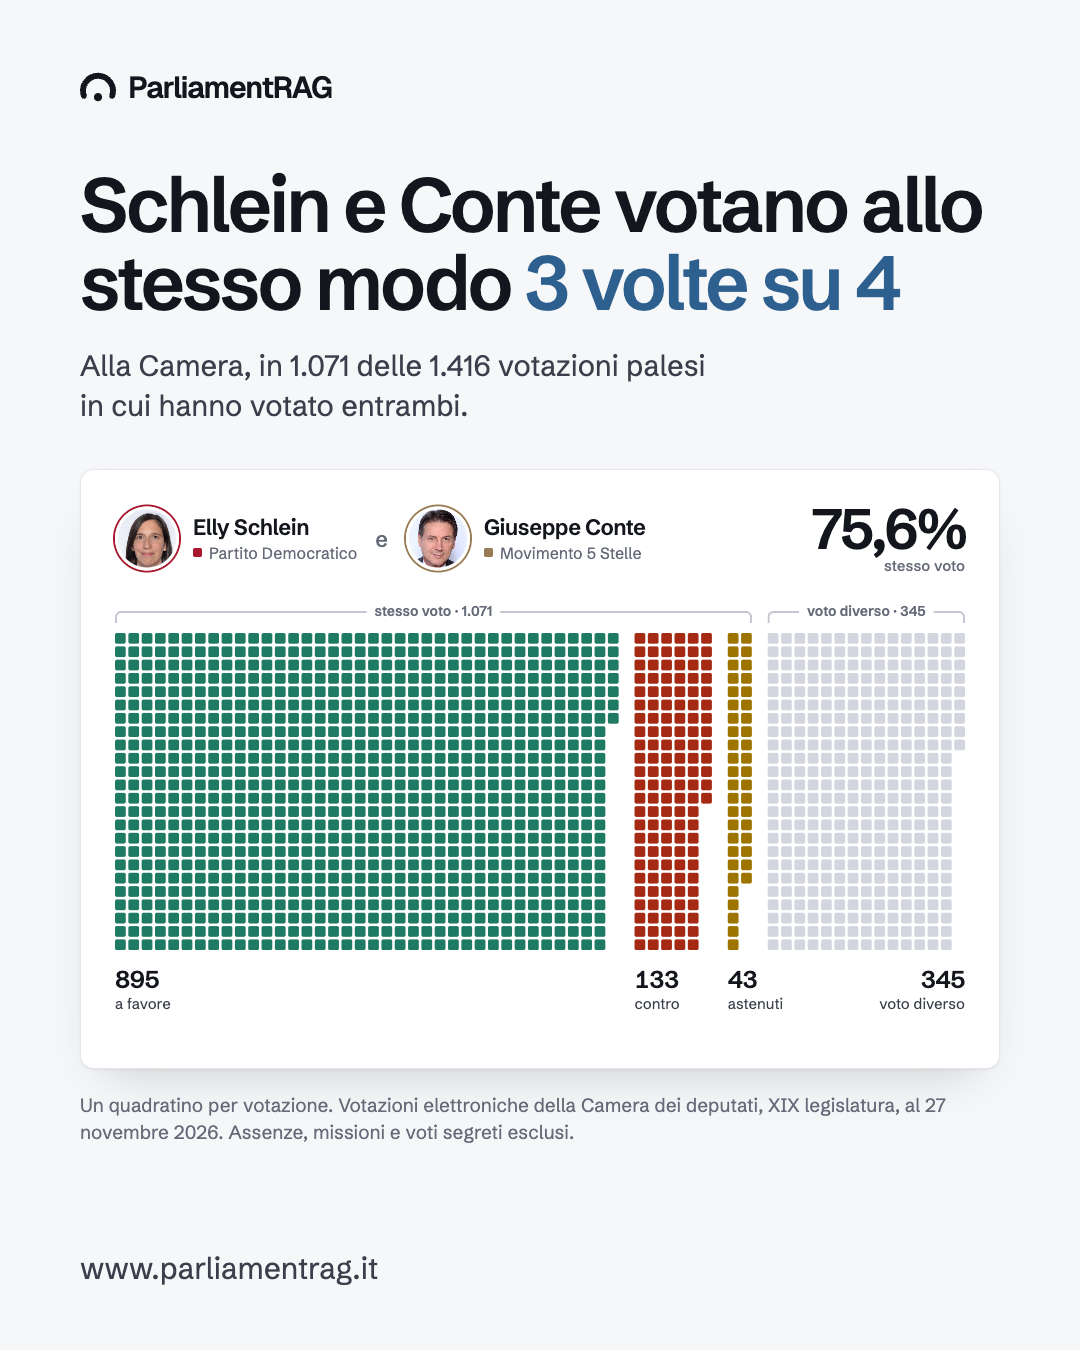 ParliamentRAG
Schlein e Conte votano allo
stesso modo 3 volte su 4
Alla Camera, in 1.071 delle 1.416 votazioni palesi
in cui hanno votato entrambi.
Elly Schlein
Partito Democratico
e
Giuseppe Conte
Movimento 5 Stelle
75,6%
stesso voto
stesso voto · 1.071
voto diverso · 345
895
a favore
133
contro
43
astenuti
345
voto diverso
Un quadratino per votazione. Votazioni elettroniche della Camera dei deputati, XIX legislatura, al 27
novembre 2026. Assenze, missioni e voti segreti esclusi.
www.parliamentrag.it